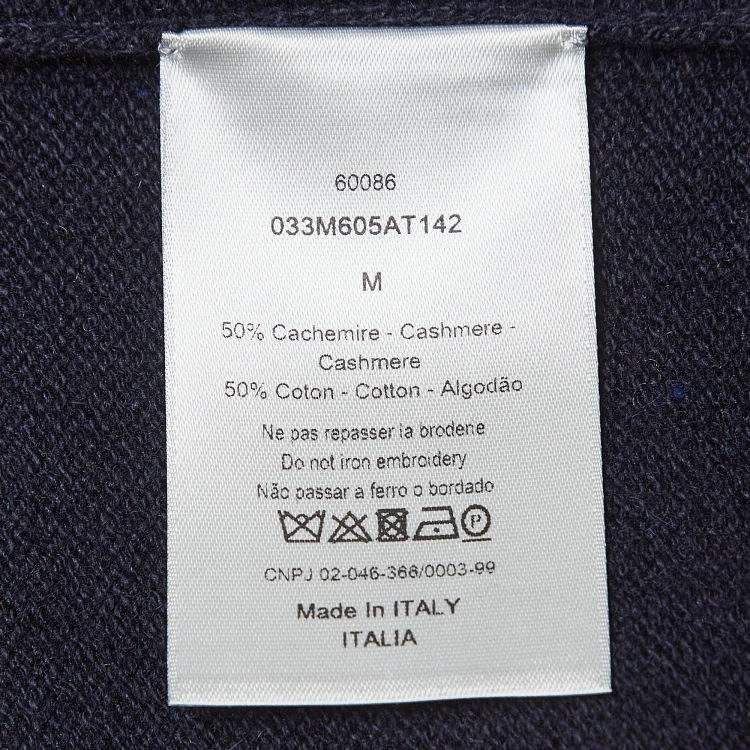 60086
033M605AT142
M
50% Cachemire - Cashmere -
Cashmere
50% Coton - Cotton - Algodão
Ne pas repasser la broderie
Do not iron embroidery
Não passar a ferro o bordado
P
CNPJ 02-046-366/0003-99
Made In ITALY
ITALIA